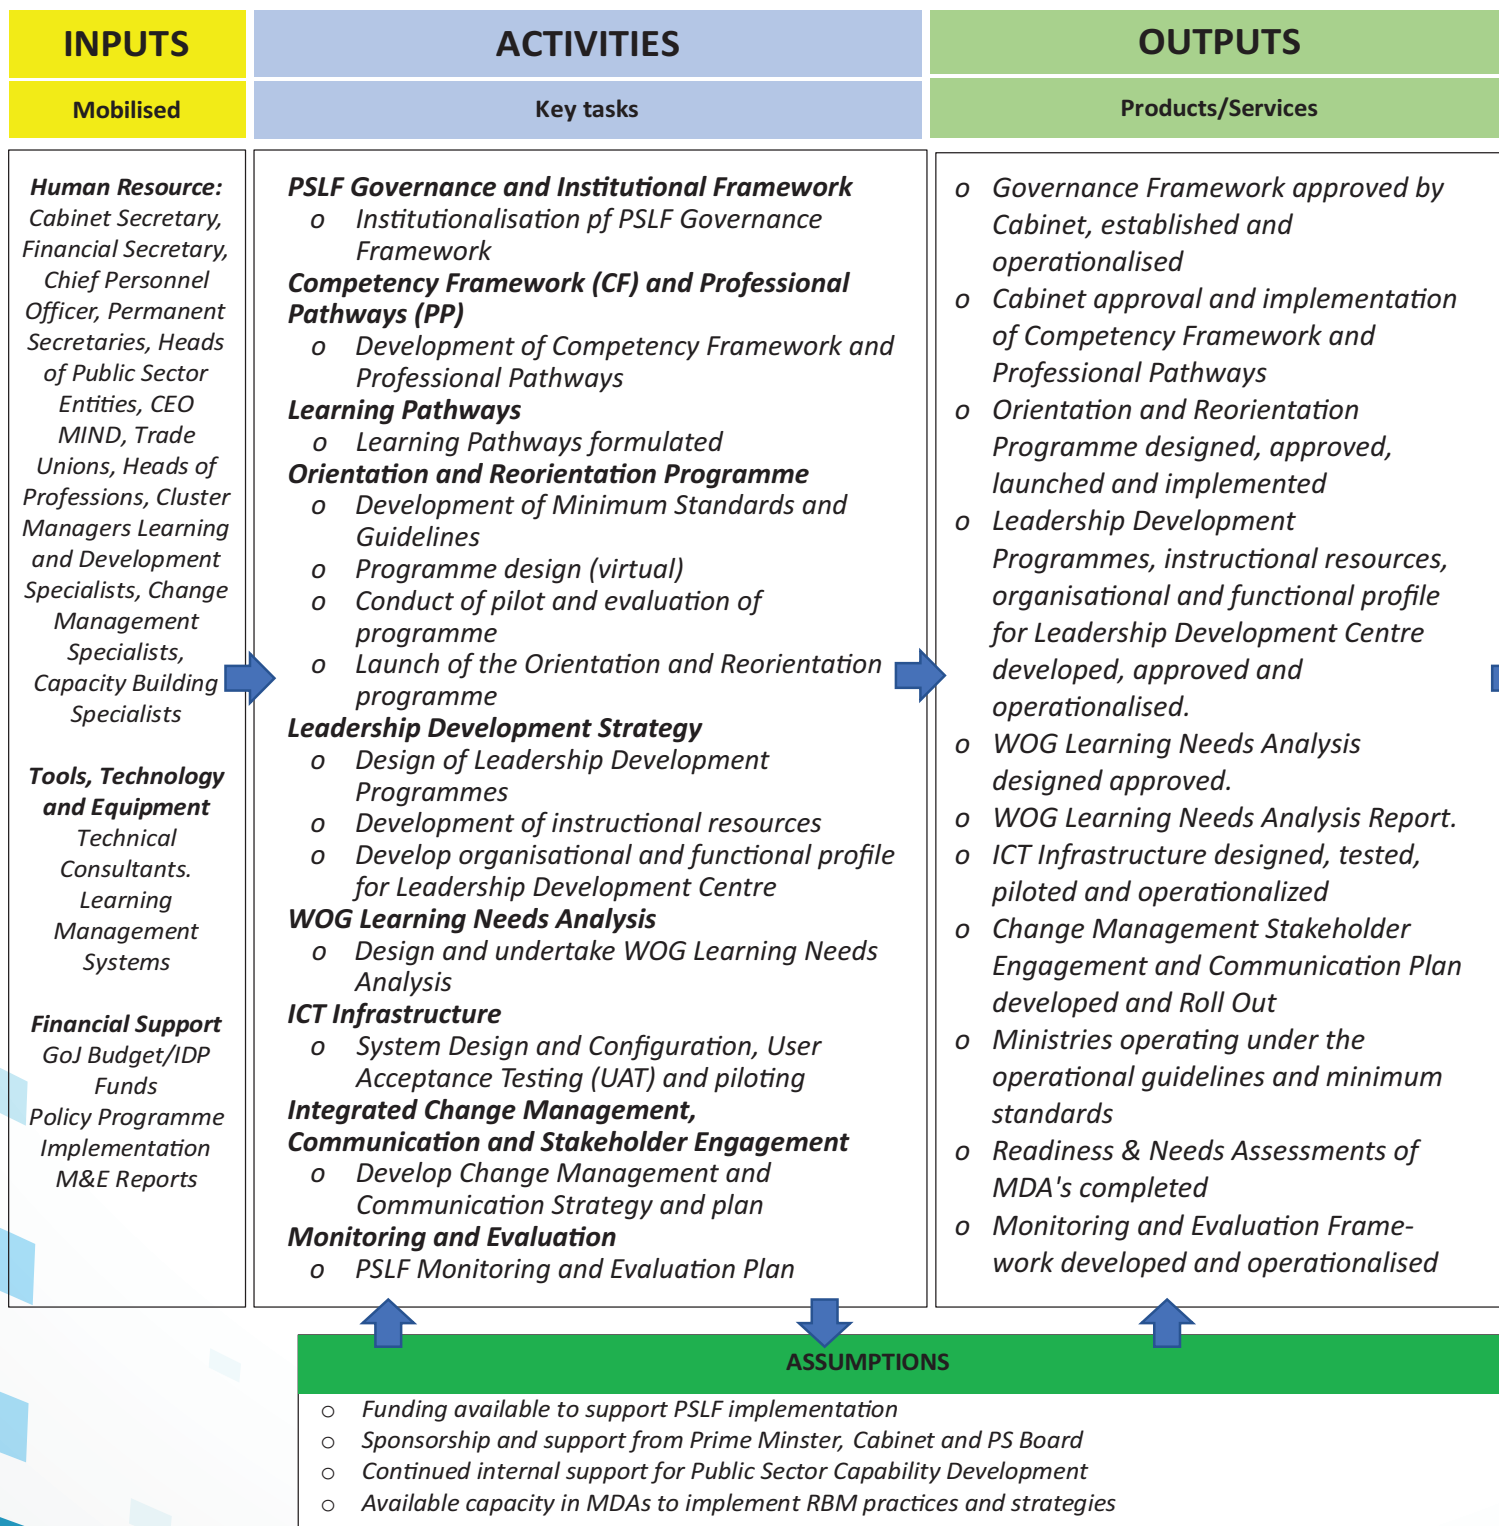 INPUTS
Mobilised
Human Resource:
Cabinet Secretary,
Financial Secretary,
Chief Personnel
Officer, Permanent
Secretaries, Heads
of Public Sector
Entities, CEO
MIND, Trade
Unions, Heads of
Professions, Cluster
Managers Learning
and Development
Specialists, Change
Management
Specialists,
Capacity Building
Specialists
Tools, Technology
and Equipment
Technical
Consultants.
Learning
Management
Systems
Financial Support
GoJ Budget/IDP
Funds
Policy Programme
Implementation
M&E Reports
ACTIVITIES
Key tasks
PSLF Governance and Institutional Framework
o Institutionalisation pf PSLF Governance
Framework
Competency Framework (CF) and Professional
Pathways (PP)
o Development of Competency Framework and
Professional Pathways
Learning Pathways
o Learning Pathways formulated
Orientation and Reorientation Programme
o Development of Minimum Standards and
Guidelines
o Programme design (virtual)
o Conduct of pilot and evaluation of
programme
o Launch of the Orientation and Reorientation
programme
Leadership Development Strategy
o Design of Leadership Development
Programmes
o Development of instructional resources
o Develop organisational and functional profile
for Leadership Development Centre
WOG Learning Needs Analysis
o Design and undertake WOG Learning Needs
Analysis
ICT Infrastructure
o System Design and Configuration, User
Acceptance Testing (UAT) and piloting
Integrated Change Management,
Communication and Stakeholder Engagement
o Develop Change Management and
Communication Strategy and plan
Monitoring and Evaluation
o PSLF Monitoring and Evaluation Plan
OUTPUTS
Products/Services
o Governance Framework approved by
Cabinet, established and
operationalised
o Cabinet approval and implementation
of Competency Framework and
Professional Pathways
o Orientation and Reorientation
Programme designed, approved,
launched and implemented
o Leadership Development
Programmes, instructional resources,
organisational and functional profile
for Leadership Development Centre
developed, approved and
operationalised.
o WOG Learning Needs Analysis
designed approved.
o WOG Learning Needs Analysis Report.
o ICT Infrastructure designed, tested,
piloted and operationalized
o Change Management Stakeholder
Engagement and Communication Plan
developed and Roll Out
o Ministries operating under the
operational guidelines and minimum
standards
o Readiness & Needs Assessments of
MDA's completed
o Monitoring and Evaluation Frame-
work developed and operationalised
ASSUMPTIONS
o Funding available to support PSLF implementation
o Sponsorship and support from Prime Minster, Cabinet and PS Board
o Continued internal support for Public Sector Capability Development
o Available capacity in MDAs to implement RBM practices and strategies